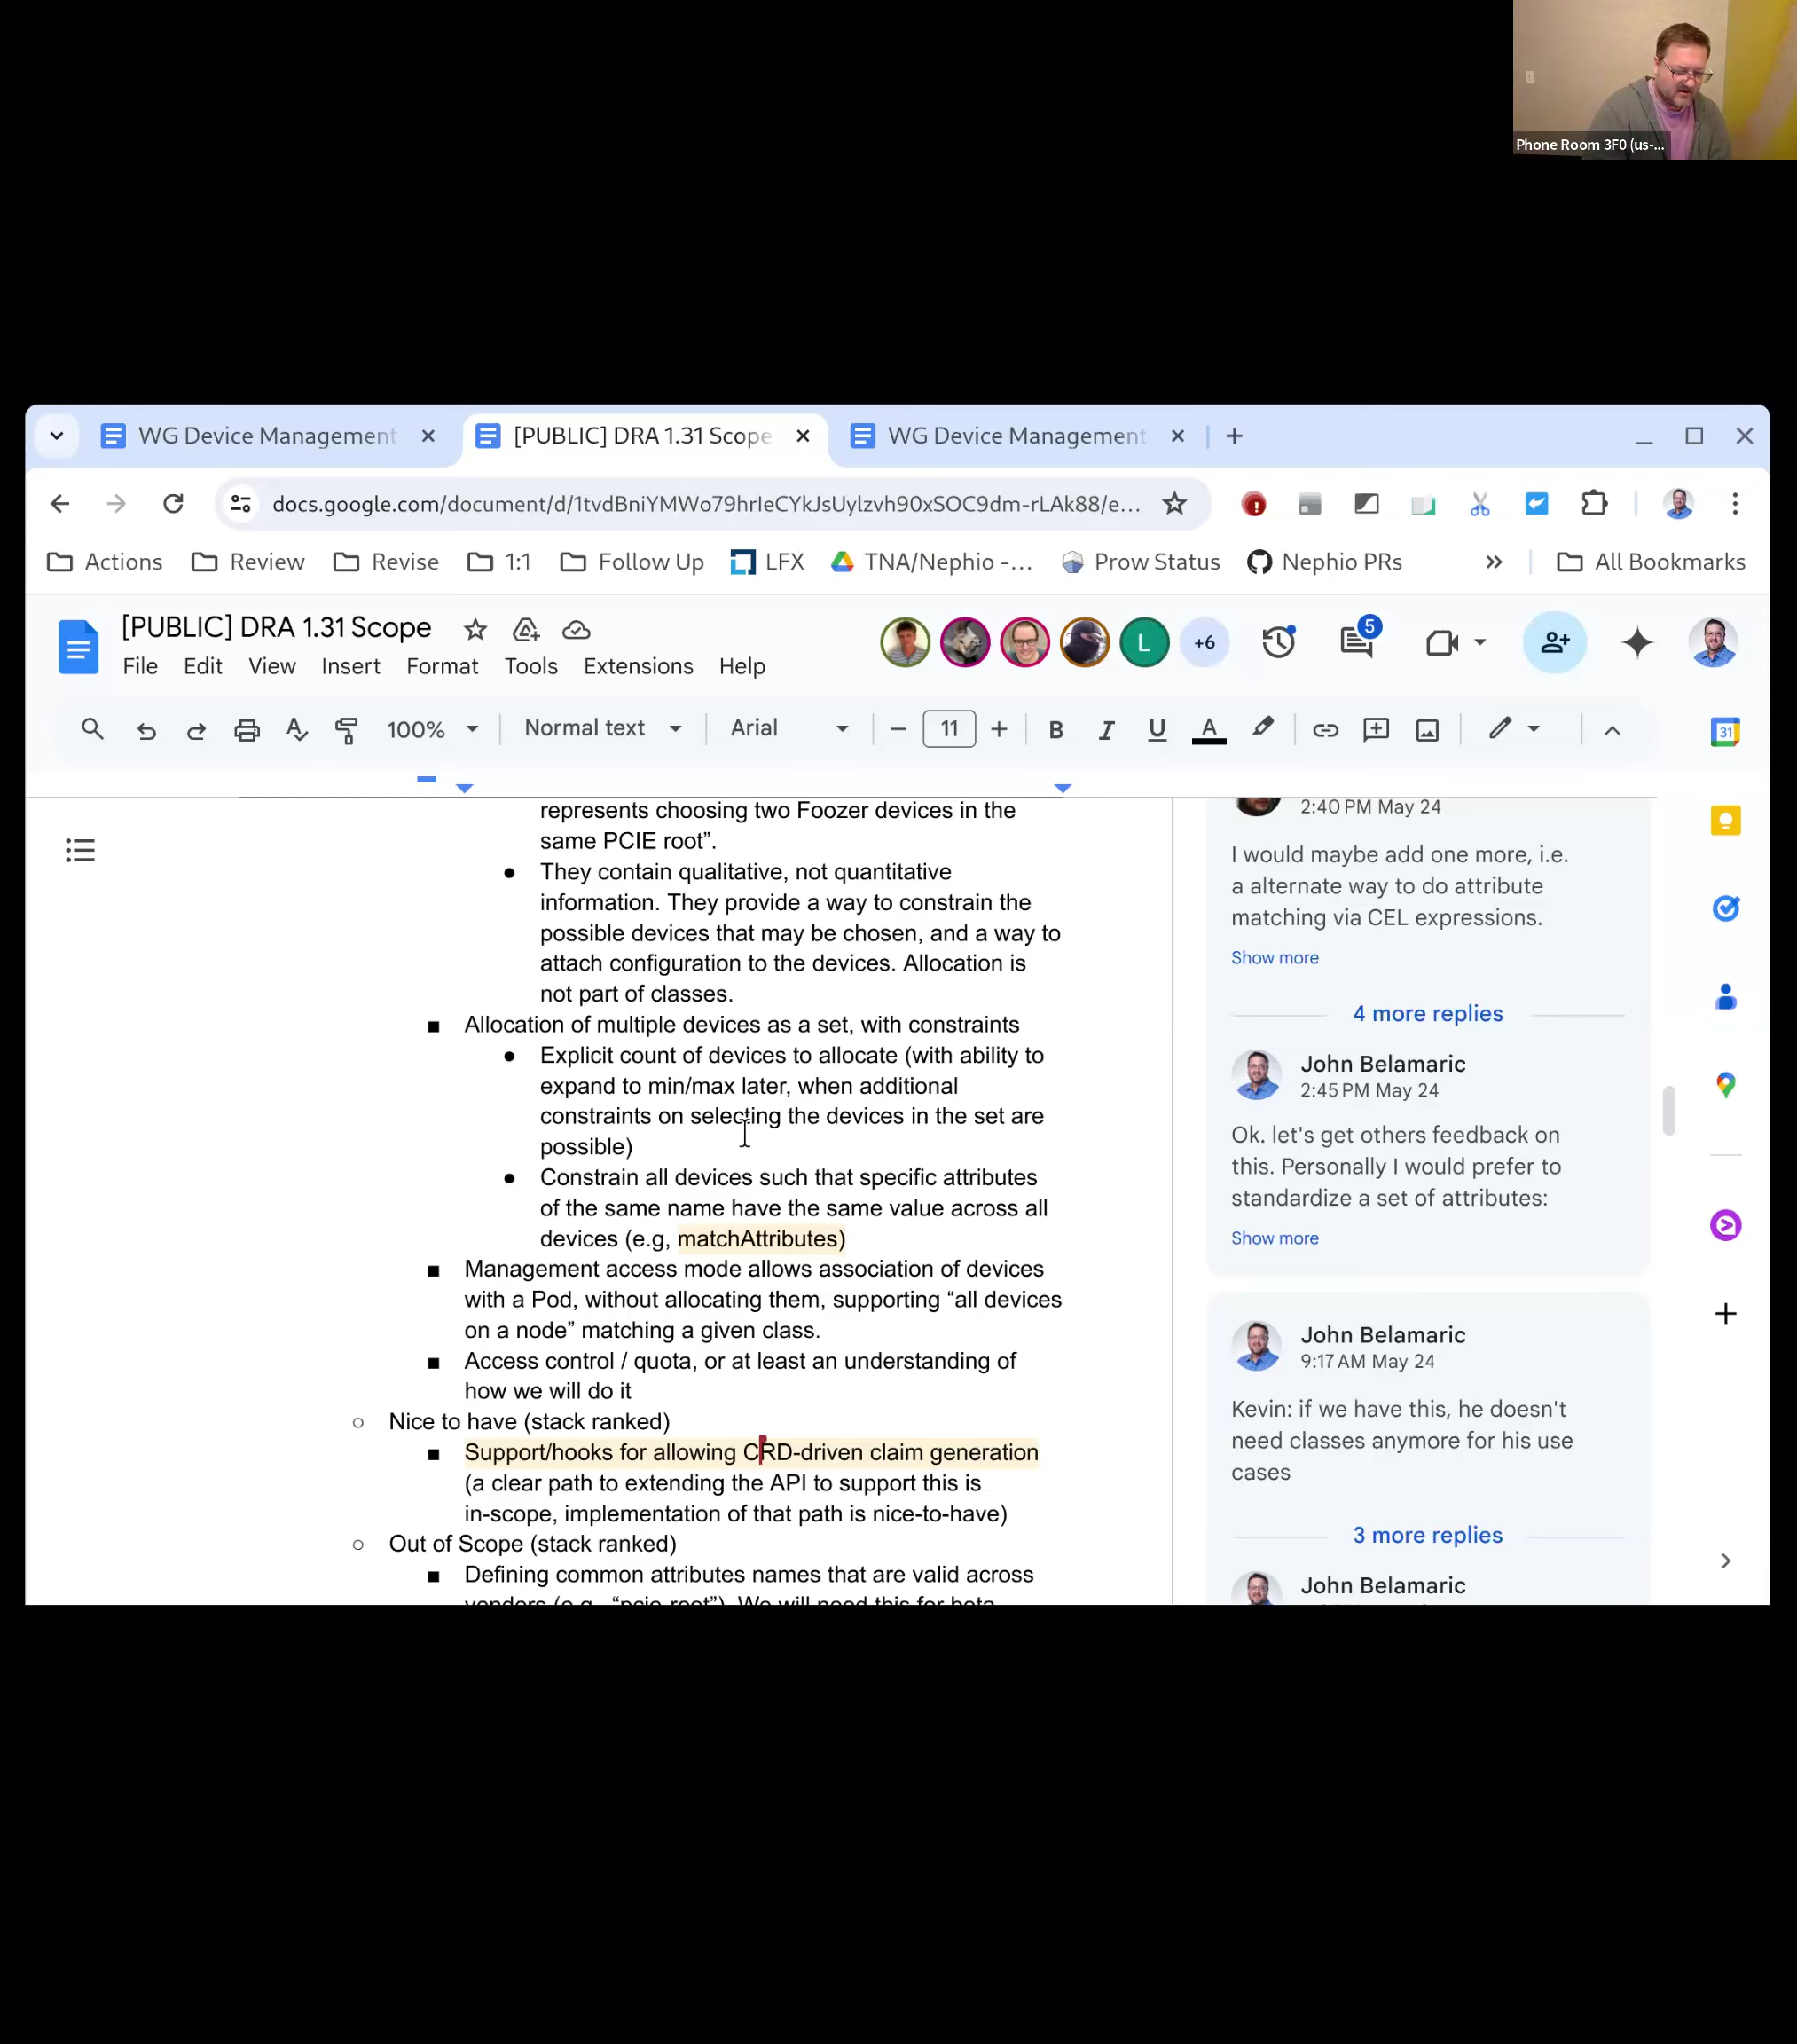 Phone Room 3F0 (us-...
WG Device Management
[PUBLIC] DRA 1.31 Scope
WG Device Management
docs.google.com/document/d/1tvdBniYMWo79hrIeCYkJsUylzvh90xSOC9dm-rLAk88/e...
Actions
Review
Revise
1:1
Follow Up
LFX
TNA/Nephio -...
Prow Status
Nephio PRs
All Bookmarks
[PUBLIC] DRA 1.31 Scope
L
+6
5
File Edit View Insert Format Tools Extensions Help
100%
Normal text
Arial
11
B
I
U
A
31
represents choosing two Foozer devices in the
same PCIE root”.
● They contain qualitative, not quantitative
information. They provide a way to constrain the
possible devices that may be chosen, and a way to
attach configuration to the devices. Allocation is
not part of classes.
■ Allocation of multiple devices as a set, with constraints
● Explicit count of devices to allocate (with ability to
expand to min/max later, when additional
constraints on selecting the devices in the set are
possible)
● Constrain all devices such that specific attributes
of the same name have the same value across all
devices (e.g, matchAttributes)
■ Management access mode allows association of devices
with a Pod, without allocating them, supporting “all devices
on a node” matching a given class.
■ Access control / quota, or at least an understanding of
how we will do it
○ Nice to have (stack ranked)
■ Support/hooks for allowing CRD-driven claim generation
(a clear path to extending the API to support this is
in-scope, implementation of that path is nice-to-have)
○ Out of Scope (stack ranked)
■ Defining common attributes names that are valid across
vendors (e.g., “pcie-root”). We will need this for beta
2:40 PM May 24
I would maybe add one more, i.e.
a alternate way to do attribute
matching via CEL expressions.
Show more
4 more replies
John Belamaric
2:45 PM May 24
Ok. let's get others feedback on
this. Personally I would prefer to
standardize a set of attributes:
Show more
John Belamaric
9:17 AM May 24
Kevin: if we have this, he doesn't
need classes anymore for his use
cases
3 more replies
John Belamaric